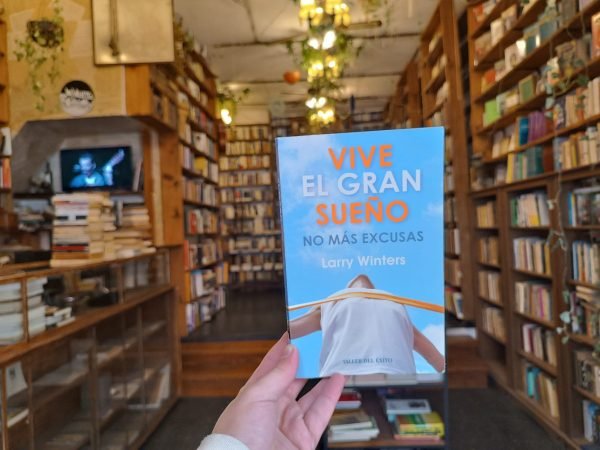 VIVE
EL GRAN
SUEÑO
NO MÁS EXCUSAS
Larry Winters
TALLER DEL ÉXITO